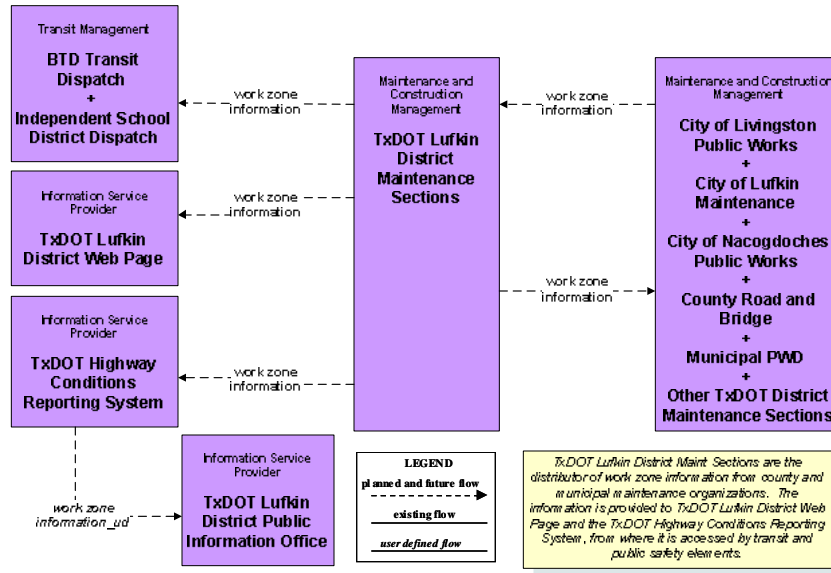 Transit Management
BTD Transit
Dispatch
+
Independent School
District Dispatch
work zone
information
Maintenance and
Construction
Management
TxDOT Lufkin
District
Maintenance
Sections
work zone
information
Maintenance and Construction
Management
City of Livingston
Public Works
+
City of Lufkin
Maintenance
+
City of Nacogdoches
Public Works
+
County Road and
Bridge
+
Municipal PWD
+
Other TxDOT District
Maintenance Sections
Information Service
Provider
TxDOT Lufkin
District Web Page
work zone
information
work zone
information
Information Service
Provider
TxDOT Highway
Conditions
Reporting System
work zone
information
work zone
information_ud
Information Service
Provider
TxDOT Lufkin
District Public
Information Office
LEGEND
planned and future flow
existing flow
user defined flow
TxDOT Lufkin District Maint Sections are the
distributor of work zone information from county and
municipal maintenance organizations. The
information is provided to TxDOT Lufkin District Web
Page and the TxDOT Highway Conditions Reporting
System, from where it is accessed by transit and
public safety elements.